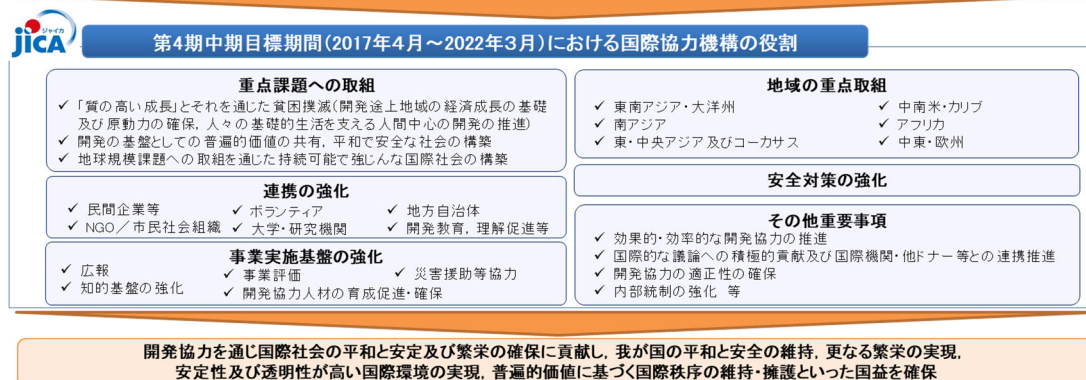 ジャイカ
JICA
第4期中期目標期間(2017年4月～2022年3月)における国際協力機構の役割
重点課題への取組
✓ 「質の高い成長」とそれを通じた貧困撲滅(開発途上地域の経済成長の基礎
及び原動力の確保，人々の基礎的生活を支える人間中心の開発の推進)
✓ 開発の基盤としての普遍的価値の共有，平和で安全な社会の構築
✓ 地球規模課題への取組を通じた持続可能で強じんな国際社会の構築
連携の強化
✓ 民間企業等 ✓ ボランティア ✓ 地方自治体
✓ NGO／市民社会組織 ✓ 大学・研究機関 ✓ 開発教育，理解促進等
事業実施基盤の強化
✓ 広報 ✓ 事業評価 ✓ 災害援助等協力
✓ 知的基盤の強化 ✓ 開発協力人材の育成促進・確保
地域の重点取組
✓ 東南アジア・大洋州 ✓ 中南米・カリブ
✓ 南アジア ✓ アフリカ
✓ 東・中央アジア及びコーカサス ✓ 中東・欧州
安全対策の強化
その他重要事項
✓ 効果的・効率的な開発協力の推進
✓ 国際的な議論への積極的貢献及び国際機関・他ドナー等との連携推進
✓ 開発協力の適正性の確保
✓ 内部統制の強化 等
開発協力を通じ国際社会の平和と安定及び繁栄の確保に貢献し，我が国の平和と安全の維持，更なる繁栄の実現，
安定性及び透明性が高い国際環境の実現，普遍的価値に基づく国際秩序の維持・擁護といった国益を確保